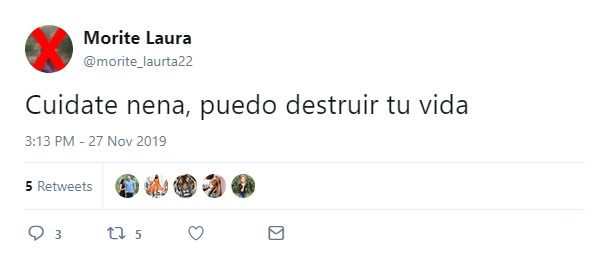 Morite Laura
@morite_laurta22
Cuidate nena, puedo destruir tu vida
3:13 PM - 27 Nov 2019
5 Retweets
3 5